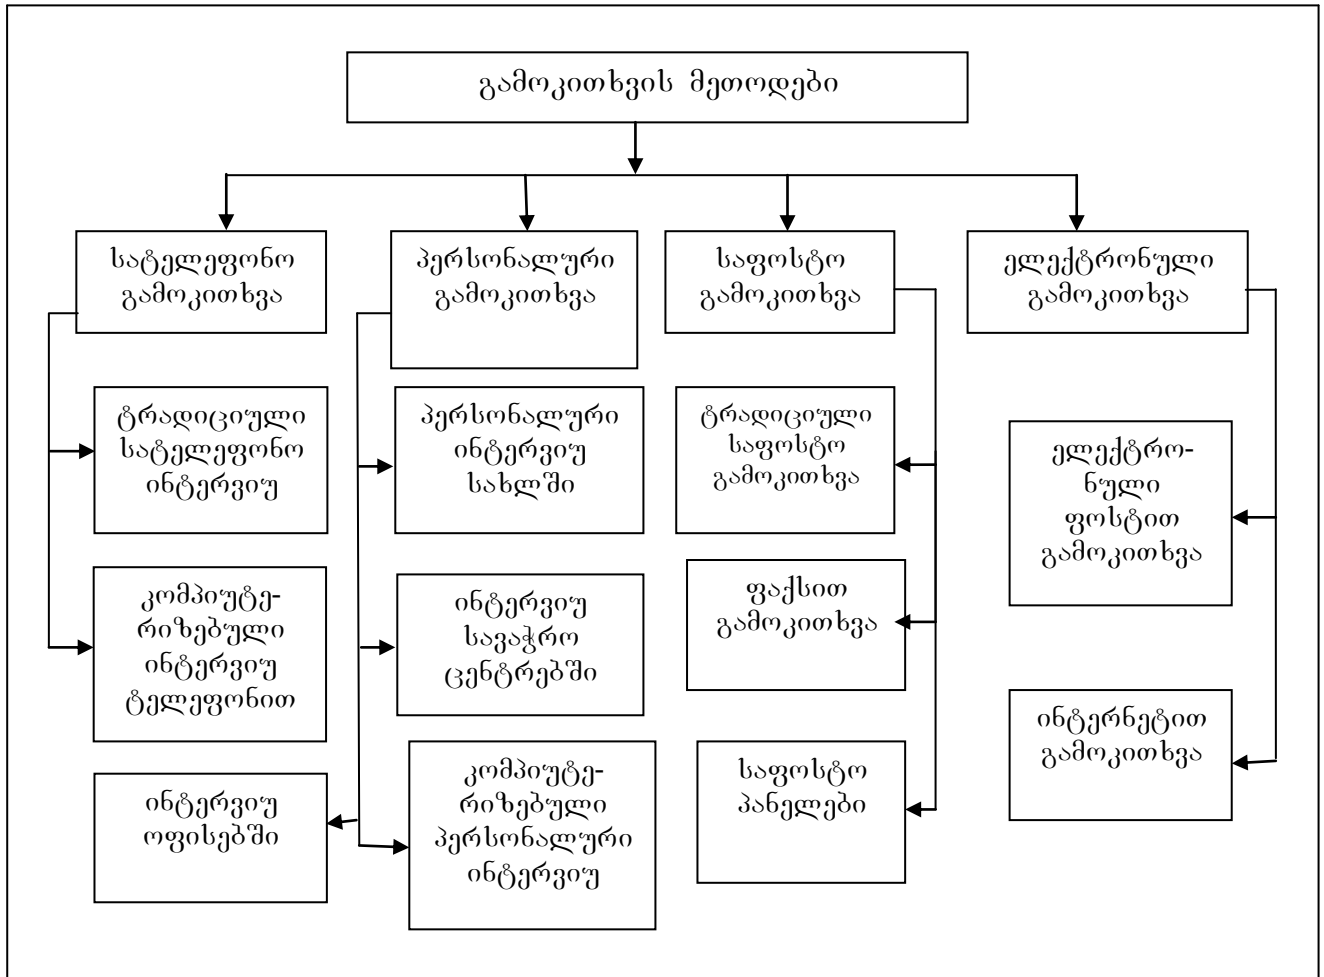 გამოკითხვის მეთოდები
სატელეფონო
გამოკითხვა
პერსონალური
გამოკითხვა
საფოსტო
გამოკითხვა
ელექტრონული
გამოკითხვა
ტრადიციული
სატელეფონო
ინტერვიუ
პერსონალური
ინტერვიუ
სახლში
ტრადიციული
საფოსტო
გამოკითხვა
ელექტრო-
ნული
ფოსტით
გამოკითხვა
კომპიუტე-
რიზებული
ინტერვიუ
ტელეფონით
ინტერვიუ
სავაჭრო
ცენტრებში
ფაქსით
გამოკითხვა
ინტერნეტით
გამოკითხვა
ინტერვიუ
ოფისებში
კომპიუტე-
რიზებული
პერსონალური
ინტერვიუ
საფოსტო
პანელები